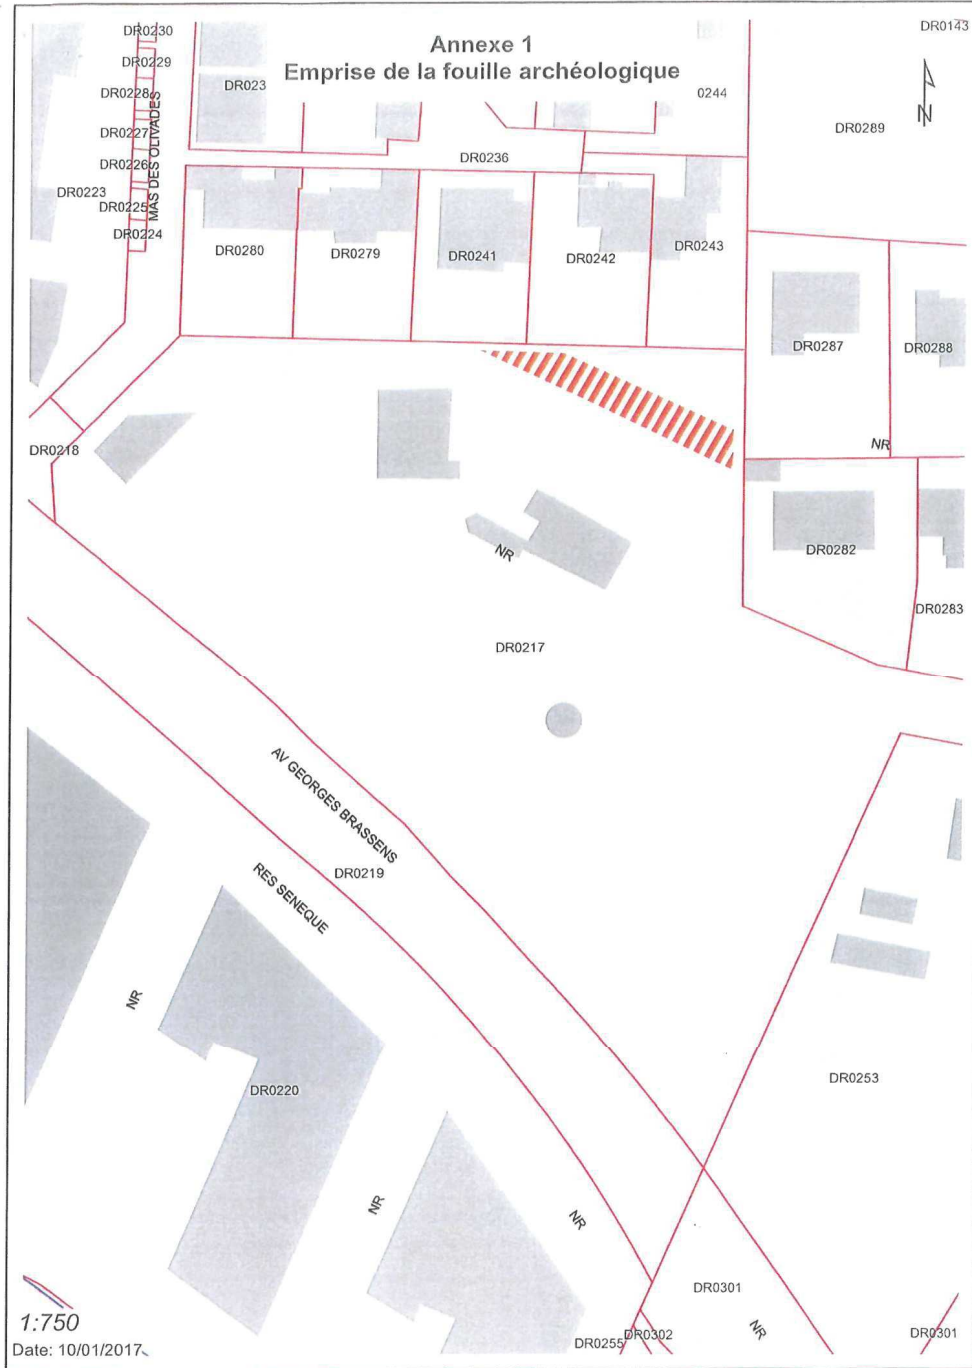 Annexe 1
Emprise de la fouille archéologique
DR0230
DR0143
DR0229
DR023
DR0228
0244
DR0227
MAS DES OLIVADES
DR0289
N
DR0226
DR0236
DR0223
DR0225
DR0224
DR0280
DR0279
DR0241
DR0242
DR0243
DR0287
DR0288
DR0218
NR
DR0282
NR
DR0283
DR0217
AV GEORGES BRASSENS
DR0219
RES SENEQUE
NR
DR0253
DR0220
NR
NR
DR0301
NR
DR0301
DR0302
DR0255
1:750
Date: 10/01/2017